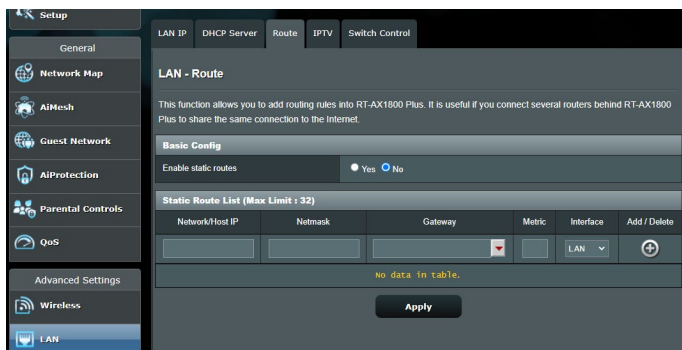 Setup
General
Network Map
AiMesh
Guest Network
AiProtection
Parental Controls
QoS
Advanced Settings
Wireless
LAN
LAN IP DHCP Server Route IPTV Switch Control
LAN - Route
This function allows you to add routing rules into RT-AX1800 Plus. It is useful if you connect several routers behind RT-AX1800
Plus to share the same connection to the Internet.
Basic Config
Enable static routes Yes No
Static Route List (Max Limit : 32)
Network/Host IP Netmask Gateway Metric Interface Add / Delete
LAN
No data in table.
Apply